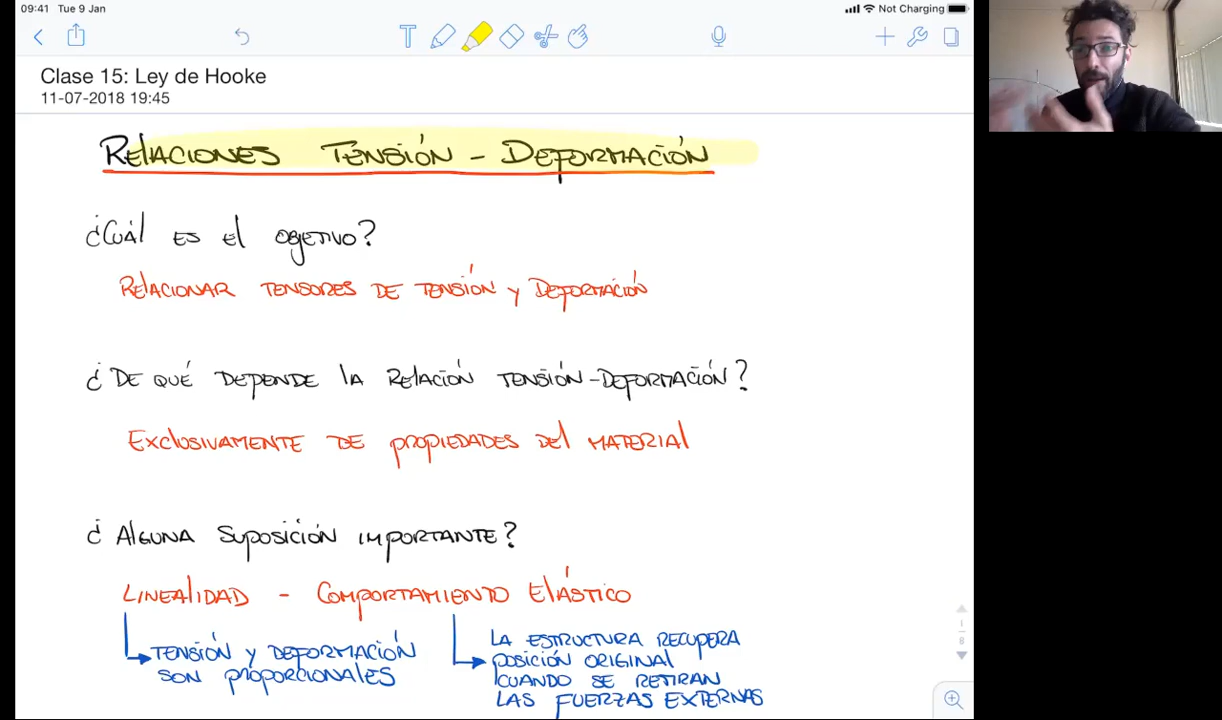 09:41 Tue 9 Jan
Not Charging
Clase 15: Ley de Hooke
11-07-2018 19:45
RELACIONES TENSIÓN - DEFORMACIÓN
¿CUÁL ES EL OBJETIVO?
RELACIONAR TENSORES DE TENSIÓN Y DEFORMACIÓN
¿DE QUÉ DEPENDE LA RELACIÓN TENSIÓN-DEFORMACIÓN?
EXCLUSIVAMENTE DE PROPIEDADES DEL MATERIAL
¿ALGUNA SUPOSICIÓN IMPORTANTE?
LINEALIDAD - COMPORTAMIENTO ELÁSTICO
TENSIÓN Y DEFORMACIÓN
SON PROPORCIONALES
LA ESTRUCTURA RECUPERA
POSICIÓN ORIGINAL
CUANDO SE RETIRAN
LAS FUERZAS EXTERNAS
1
8